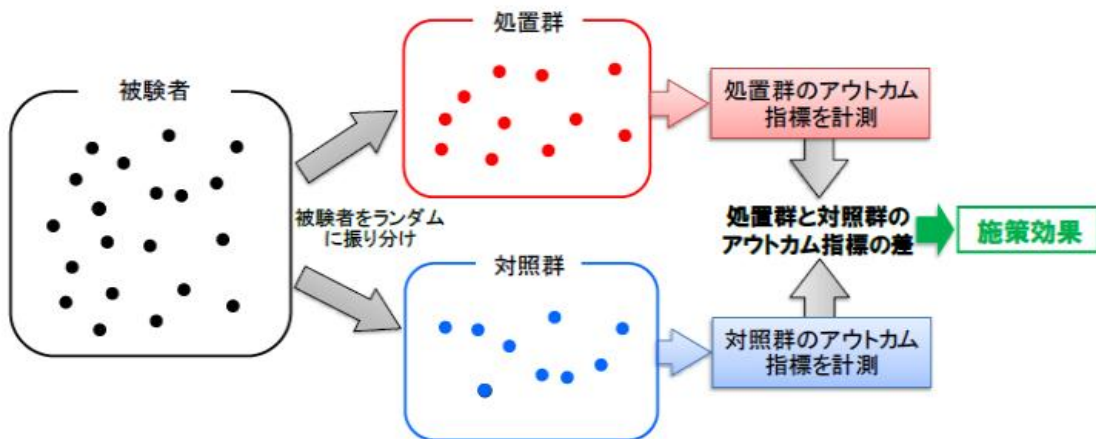 被験者
被験者をランダム
に振り分け
処置群
処置群のアウトカム
指標を計測
対照群
対照群のアウトカム
指標を計測
処置群と対照群の
アウトカム指標の差
施策効果